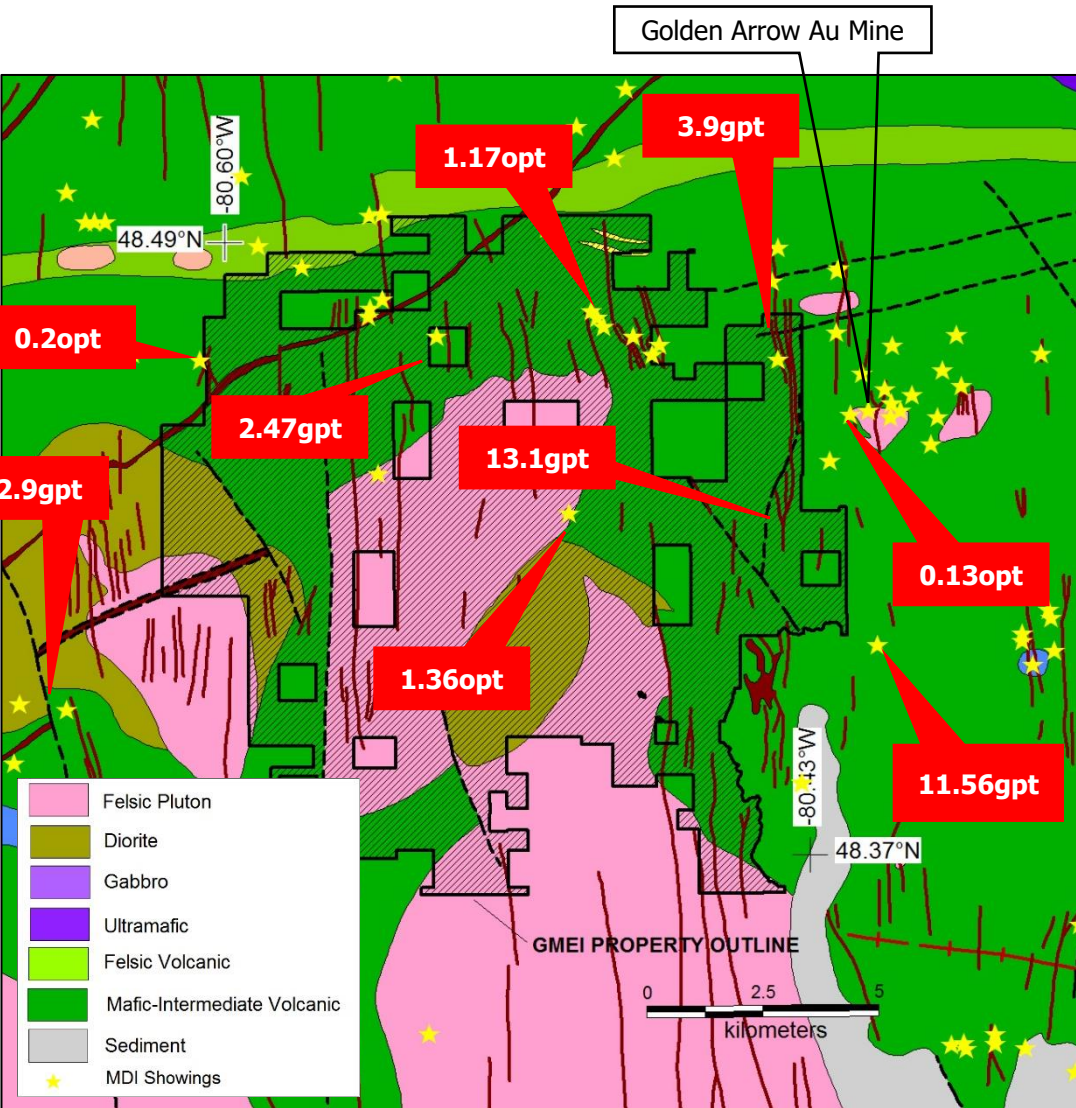 Golden Arrow Au Mine
3.9gpt
1.17opt
-80.60°W
48.49°N
0.2opt
2.47gpt
13.1gpt
2.9gpt
0.13opt
1.36opt
11.56gpt
-80.43°W
48.37°N
Felsic Pluton
Diorite
Gabbro
Ultramafic
Felsic Volcanic
Mafic-Intermediate Volcanic
Sediment
MDI Showings
GMEI PROPERTY OUTLINE
0 2.5 5
kilometers